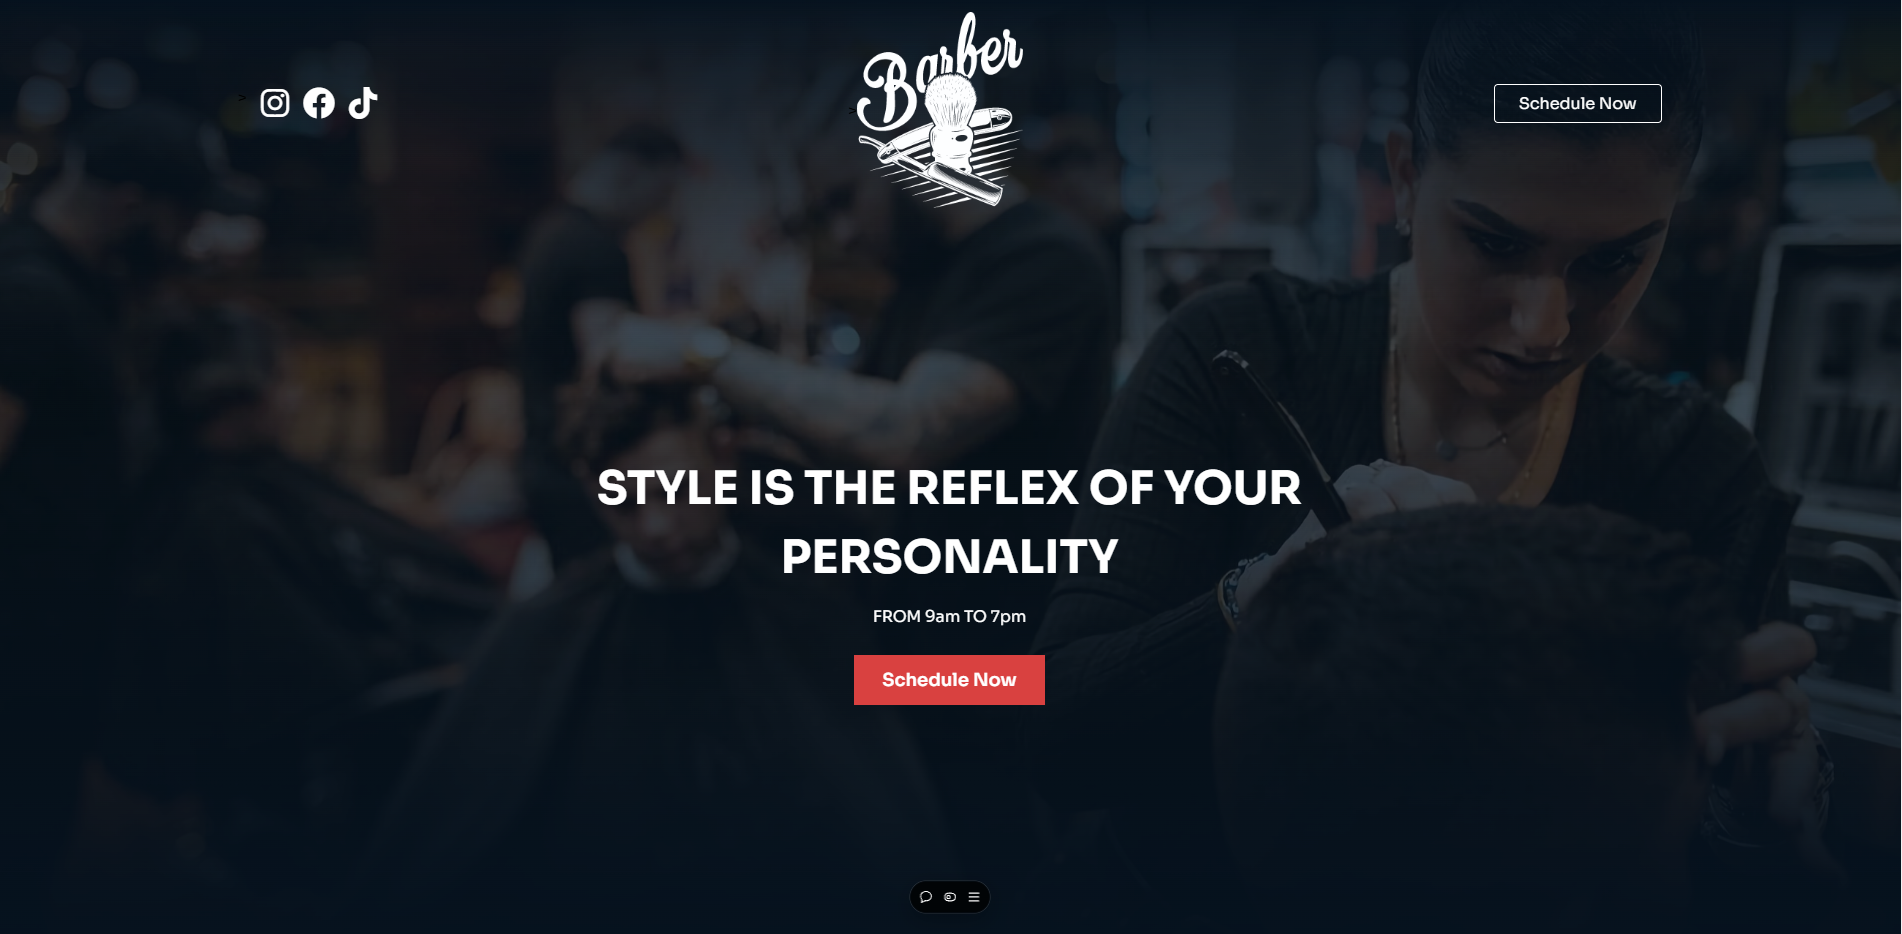 Barber
Schedule Now
STYLE IS THE REFLEX OF YOUR
PERSONALITY
FROM 9am TO 7pm
Schedule Now